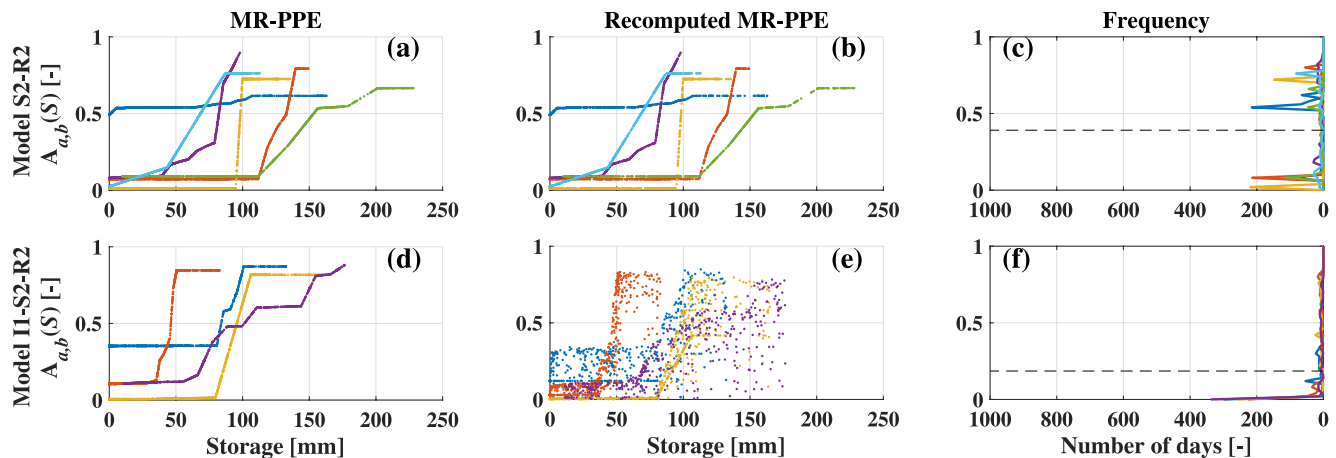 MR-PPE
Recomputed MR-PPE
Frequency
Model S2-R2
A_{a,b}(S) [-]
1
0.5
0
(a)
0 50 100 150 200 250
1
0.5
0
(b)
0 50 100 150 200 250
1
0.5
0
(c)
1000 800 600 400 200 0
Model I1-S2-R2
A_{a,b}(S) [-]
1
0.5
0
(d)
0 50 100 150 200 250
Storage [mm]
1
0.5
0
(e)
0 50 100 150 200 250
Storage [mm]
1
0.5
0
(f)
1000 800 600 400 200 0
Number of days [-]